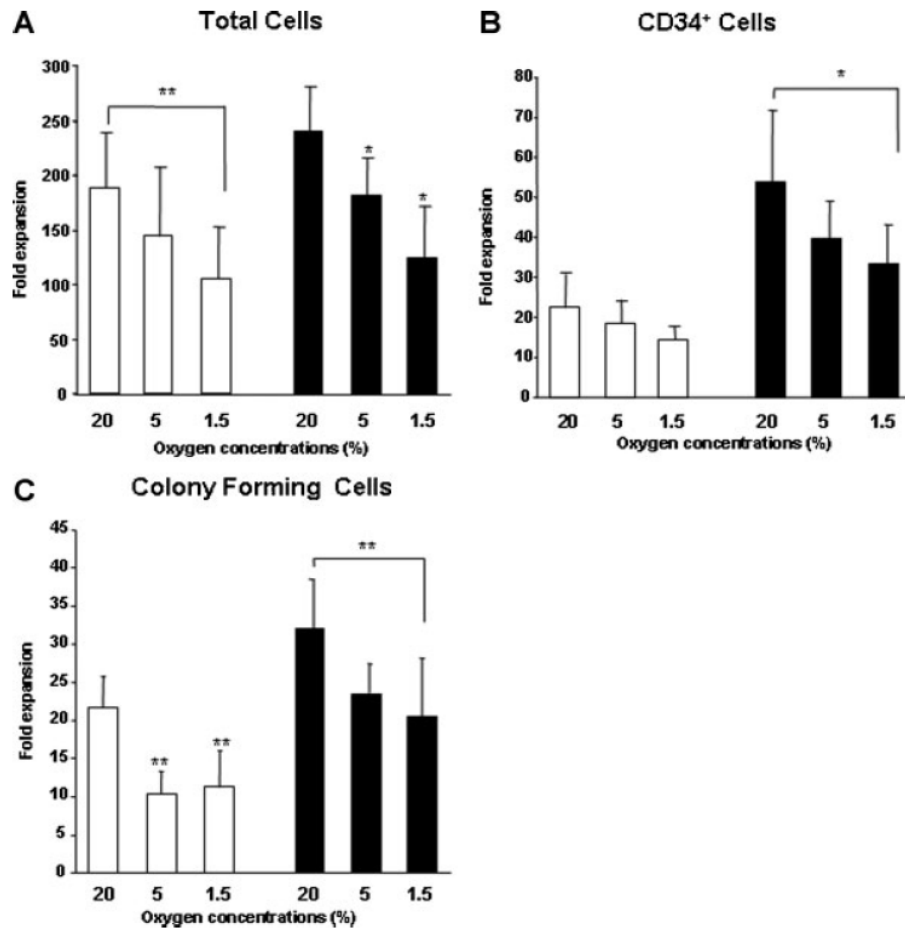 A
Total Cells
300
250
200
150
100
50
0
Fold expansion
**
*
*
20 5 1.5 20 5 1.5
Oxygen concentrations (%)
B
CD34+ Cells
80
70
60
50
40
30
20
10
0
Fold expansion
*
20 5 1.5 20 5 1.5
Oxygen concentrations (%)
C
Colony Forming Cells
45
40
35
30
25
20
15
10
5
0
Fold expansion
**
**
**
20 5 1.5 20 5 1.5
Oxygen concentrations (%)